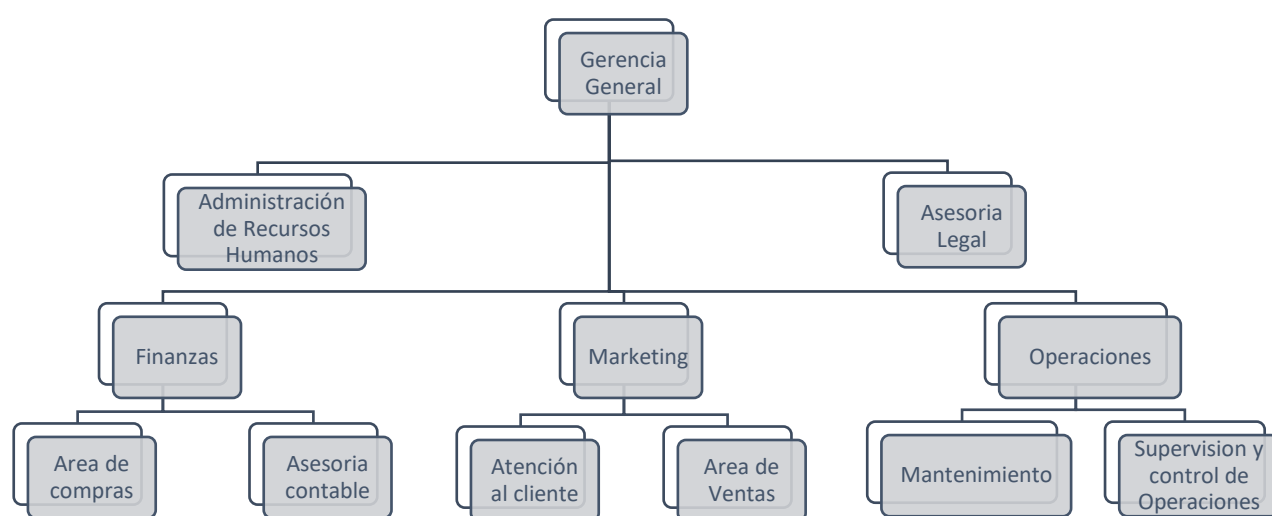 Gerencia
General
Administración
de Recursos
Humanos
Asesoria
Legal
Finanzas
Marketing
Operaciones
Area de
compras
Asesoria
contable
Atención
al cliente
Area de
Ventas
Mantenimiento
Supervision y
control de
Operaciones